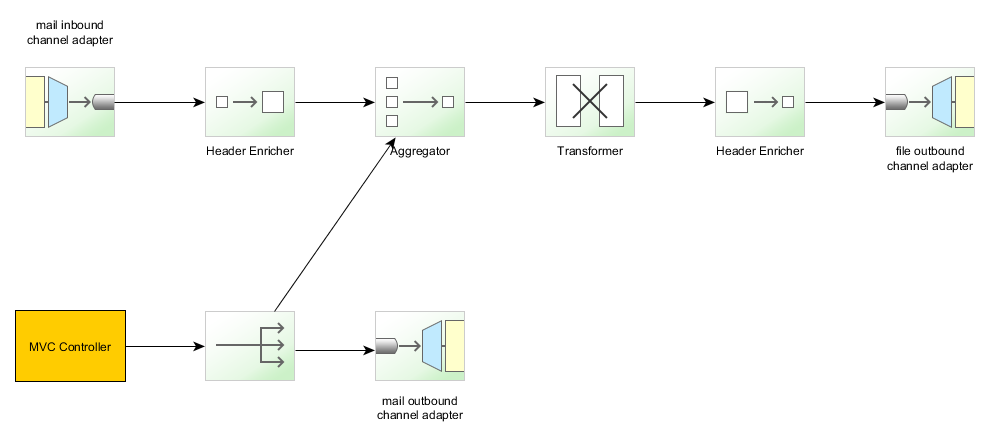 mail inbound
channel adapter
Header Enricher
Aggregator
Transformer
Header Enricher
file outbound
channel adapter
MVC Controller
mail outbound
channel adapter